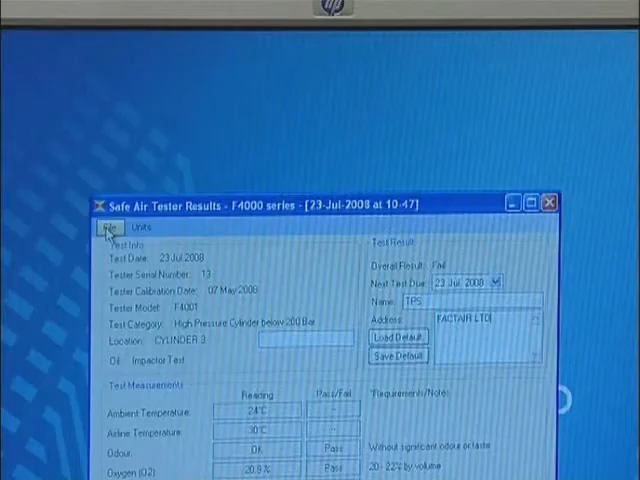 hp
Safe Air Tester Results - F4000 series - [23-Jul-2008 at 10-47]
File Units
Test Info
Test Date: 23 Jul 2008
Tester Serial Number: 13
Tester Calibration Date: 07 May 2008
Tester Model: F4001
Test Category: High Pressure Cylinder below 200 Bar
Location: CYLINDER 3
Oil: Impactor Test
Test Result
Overall Result: Fail
Next Test Due: 23 Jul 2008
Name: TPS
Address: FACTAIR LTD
Load Default
Save Default
Test Measurements
Reading Pass/Fail *Requirements/Notes:
Ambient Temperature: 24°C --
Airline Temperature: 30°C --
Odour: OK Pass Without significant odour or taste
Oxygen (O2) 20.9% Pass 20 - 22% by volume